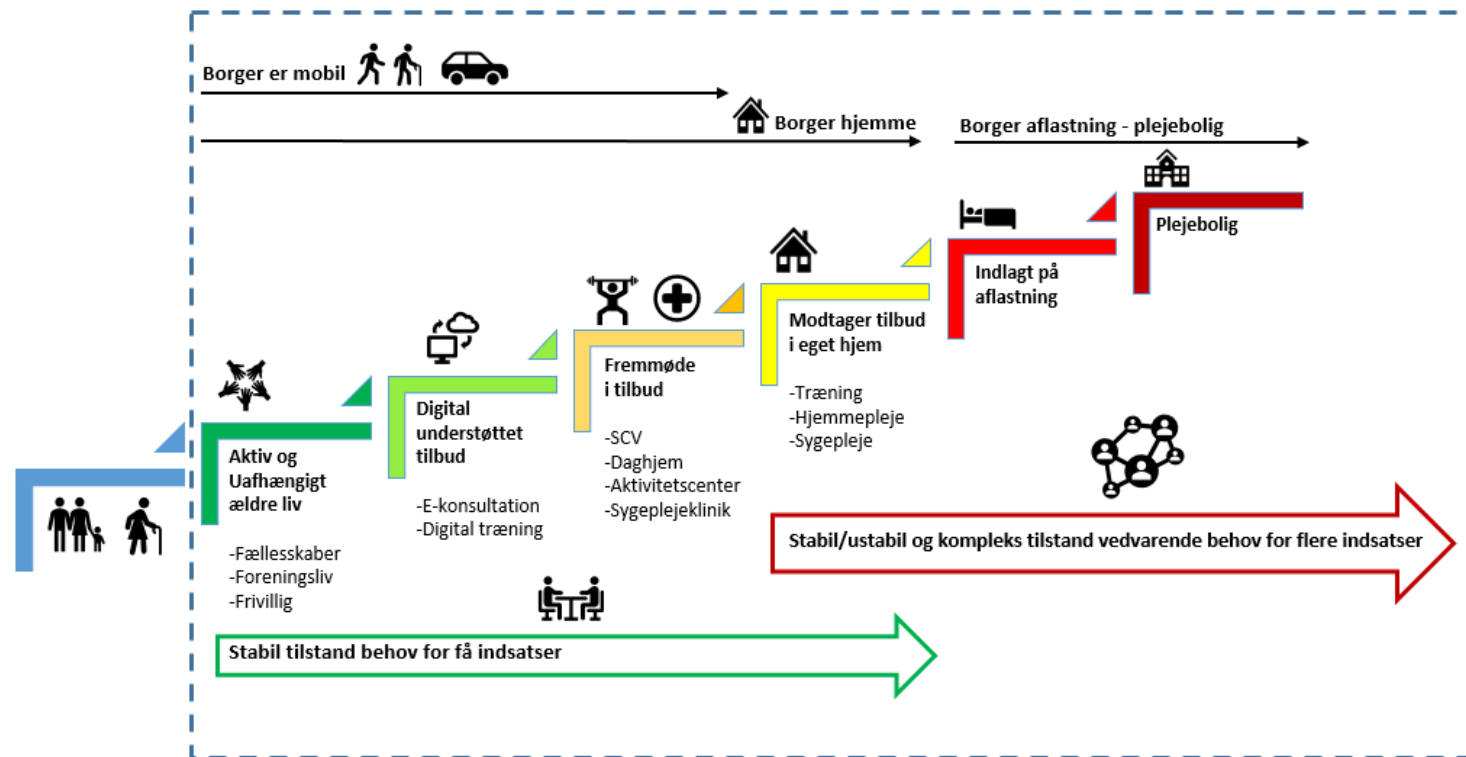 Borger er mobil
Borger hjemme
Borger aflastning - plejebolig
Plejebolig
Indlagt på
aflastning
Modtager tilbud
i eget hjem
-Træning
-Hjemmepleje
-Sygepleje
Fremmøde
i tilbud
-SCV
-Daghjem
-Aktivitetscenter
-Sygeplejeklinik
Digital
understøttet
tilbud
-E-konsultation
-Digital træning
Aktiv og
Uafhængigt
ældre liv
-Fællesskaber
-Foreningsliv
-Frivillig
Stabil/ustabil og kompleks tilstand vedvarende behov for flere indsatser
Stabil tilstand behov for få indsatser